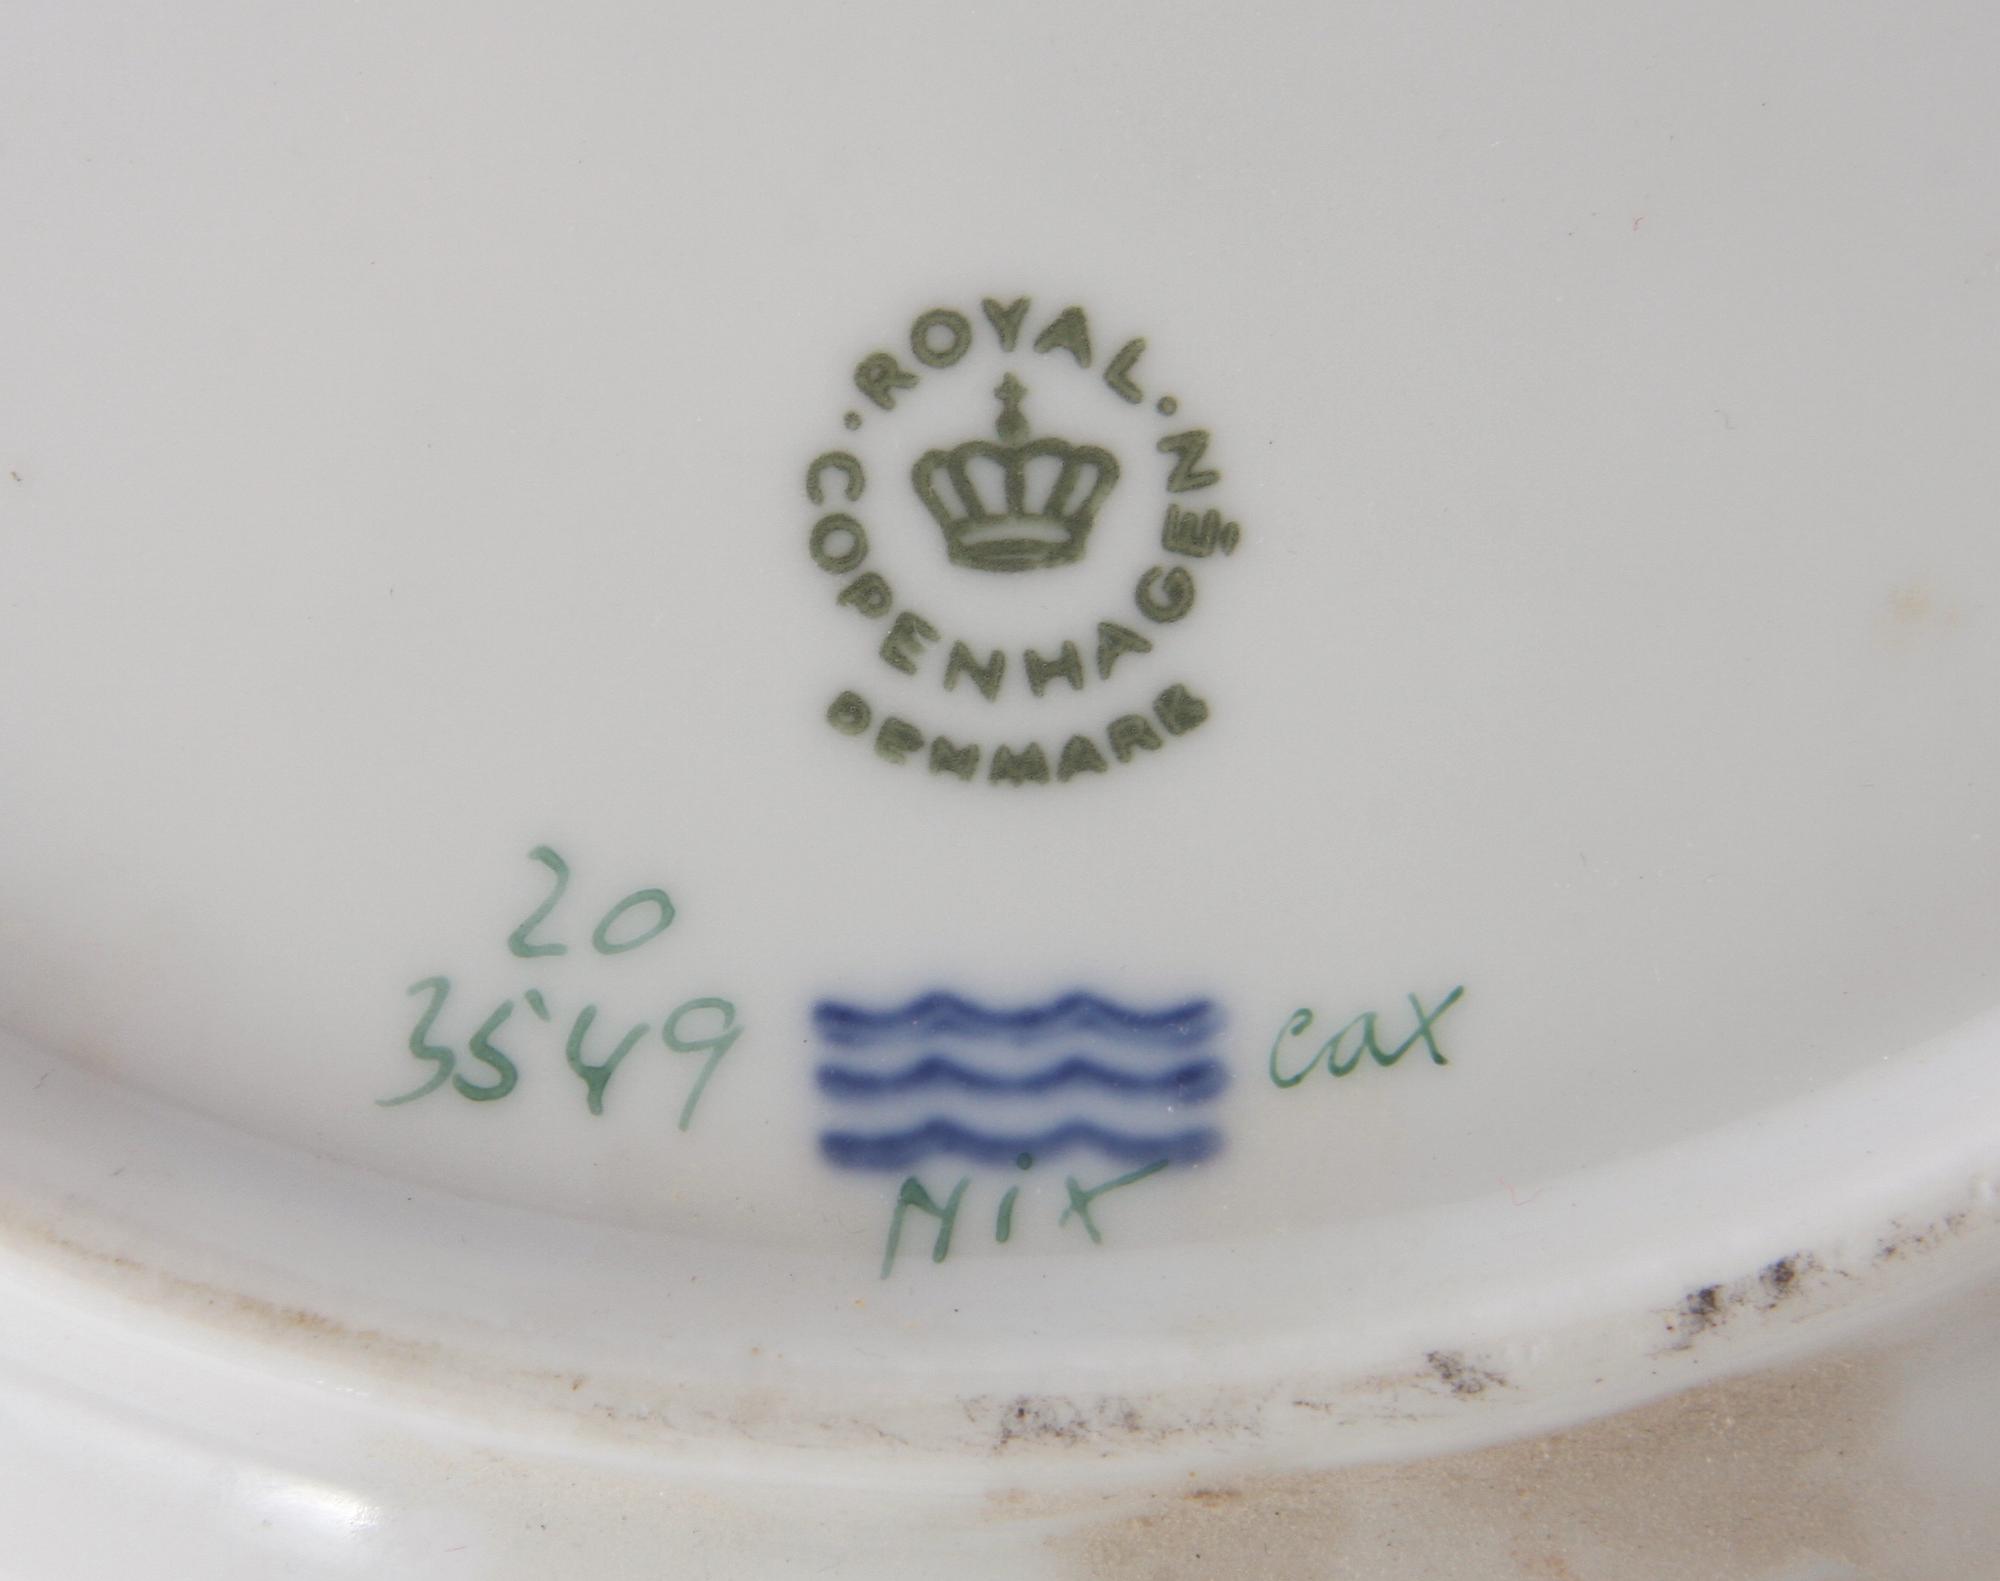 · ROYAL ·
COPENHAGEN
DENMARK
20
3549
cax
Nix